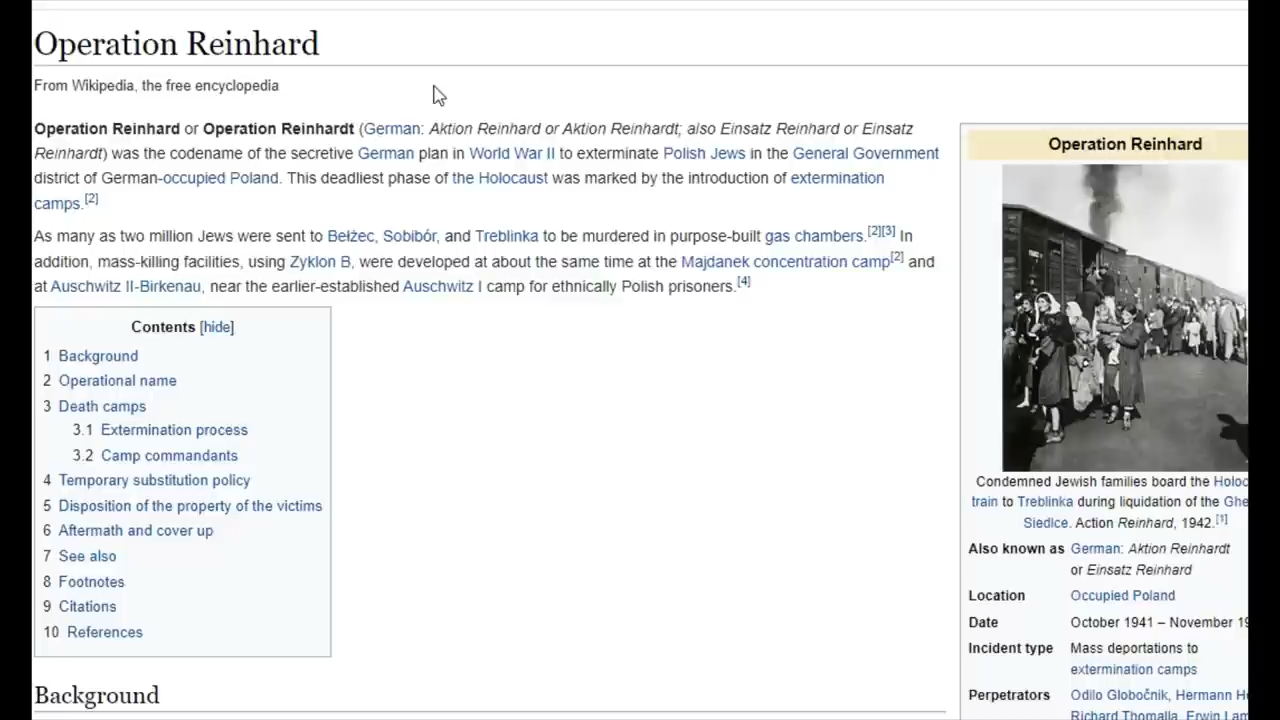 Operation Reinhard
From Wikipedia, the free encyclopedia
Operation Reinhard or Operation Reinhardt (German: Aktion Reinhard or Aktion Reinhardt; also Einsatz Reinhard or Einsatz
Reinhardt) was the codename of the secretive German plan in World War II to exterminate Polish Jews in the General Government
district of German-occupied Poland. This deadliest phase of the Holocaust was marked by the introduction of extermination
camps.[2]
As many as two million Jews were sent to Bełżec, Sobibór, and Treblinka to be murdered in purpose-built gas chambers.[2][3] In
addition, mass-killing facilities, using Zyklon B, were developed at about the same time at the Majdanek concentration camp[2] and
at Auschwitz II-Birkenau, near the earlier-established Auschwitz I camp for ethnically Polish prisoners.[4]
Contents [hide]
1 Background
2 Operational name
3 Death camps
3.1 Extermination process
3.2 Camp commandants
4 Temporary substitution policy
5 Disposition of the property of the victims
6 Aftermath and cover up
7 See also
8 Footnotes
9 Citations
10 References
Background
Operation Reinhard
Condemned Jewish families board the
train to Treblinka during liquidation of the
Siedlce. Action Reinhard, 1942.[1]
Also known as German: Aktion Reinhardt
or Einsatz Reinhard
Location Occupied Poland
Date October 1941 – November
Incident type Mass deportations to
extermination camps
Perpetrators Odilo Globočnik, Hermann
Richard Thomalla, Erwin